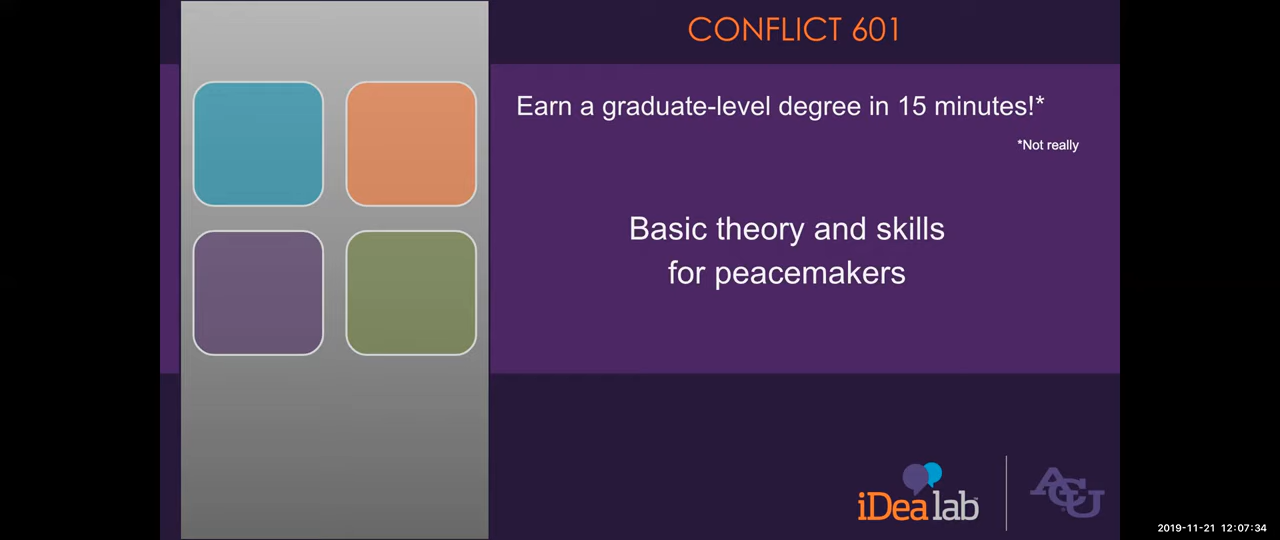 CONFLICT 601
Earn a graduate-level degree in 15 minutes!*
*Not really
Basic theory and skills
for peacemakers
iDea lab
ACU
2019-11-21 12:07:34